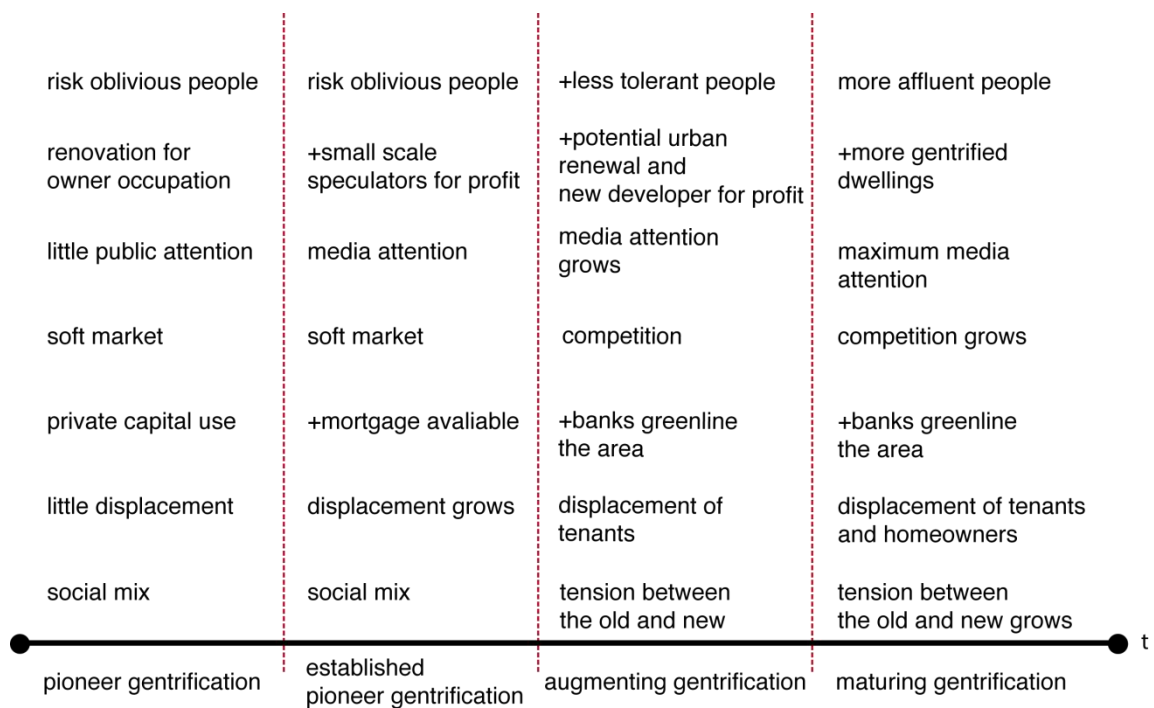 risk oblivious people
risk oblivious people
+less tolerant people
more affluent people
renovation for
owner occupation
+small scale
speculators for profit
+potential urban
renewal and
new developer for profit
+more gentrified
dwellings
little public attention
media attention
media attention
grows
maximum media
attention
soft market
soft market
competition
competition grows
private capital use
+mortgage avaliable
+banks greenline
the area
+banks greenline
the area
little displacement
displacement grows
displacement of
tenants
displacement of tenants
and homeowners
social mix
social mix
tension between
the old and new
tension between
the old and new grows
t
pioneer gentrification
established
pioneer gentrification
augmenting gentrification
maturing gentrification